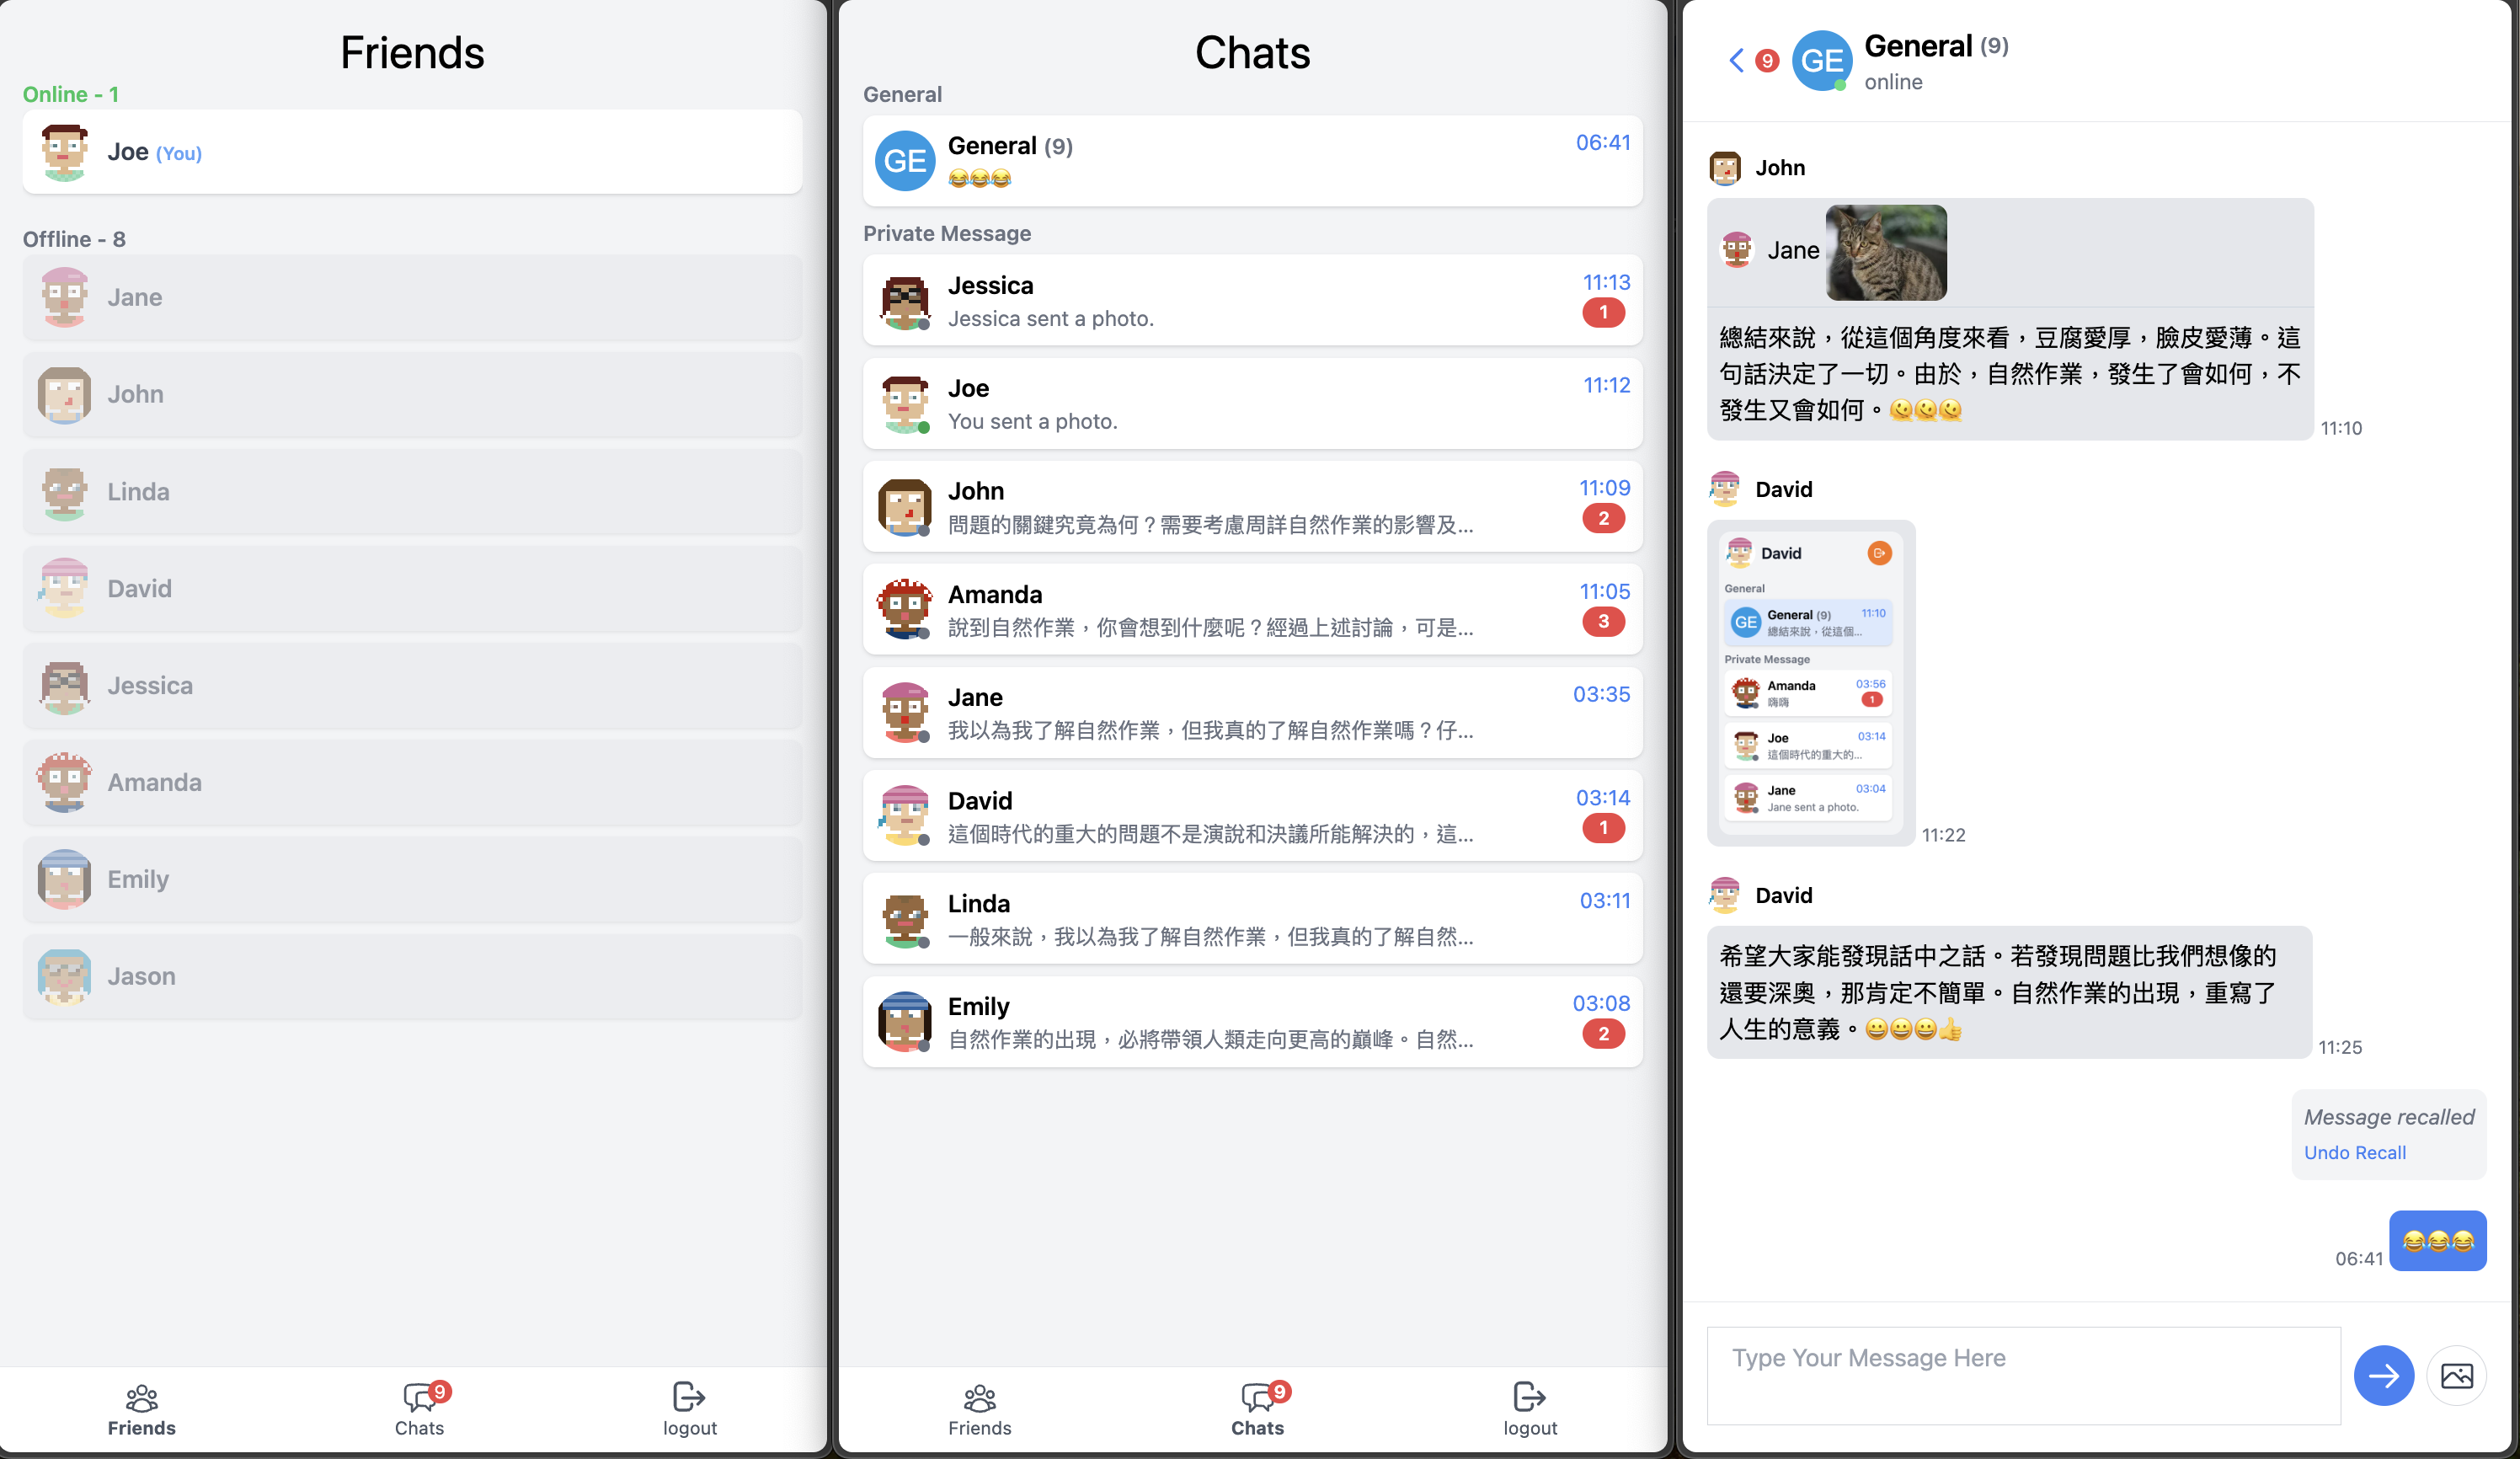 Friends
Online - 1
Joe (You)
Offline - 8
Jane
John
Linda
David
Jessica
Amanda
Emily
Jason
Friends
9
Chats
logout
Chats
General
GE
General (9)
06:41
😂😂😂
Private Message
Jessica
11:13
Jessica sent a photo.
1
Joe
11:12
You sent a photo.
John
11:09
問題的關鍵究竟為何？需要考慮周詳自然作業的影響及...
2
Amanda
11:05
說到自然作業，你會想到什麼呢？經過上述討論，可是...
3
Jane
03:35
我以為我了解自然作業，但我真的了解自然作業嗎？仔...
David
03:14
這個時代的重大的問題不是演說和決議所能解決的，這...
1
Linda
03:11
一般來說，我以為我了解自然作業，但我真的了解自然...
Emily
03:08
自然作業的出現，必將帶領人類走向更高的巔峰。自然...
2
Friends
9
Chats
logout
9
GE
General (9)
online
John
Jane
總結來說，從這個角度來看，豆腐愛厚，臉皮愛薄。這
句話決定了一切。由於，自然作業，發生了會如何，不
發生又會如何。🫠🫠🫠
11:10
David
David
General
GE
General (9)
11:10
總結來說，從這個...
Private Message
Amanda
03:56
嗨嗨
1
Joe
03:14
這個時代的重大的...
Jane
03:04
Jane sent a photo.
11:22
David
希望大家能發現話中之話。若發現問題比我們想像的
還要深奧，那肯定不簡單。自然作業的出現，重寫了
人生的意義。😀😀😀👍
11:25
Message recalled
Undo Recall
06:41
😂😂😂
Type Your Message Here